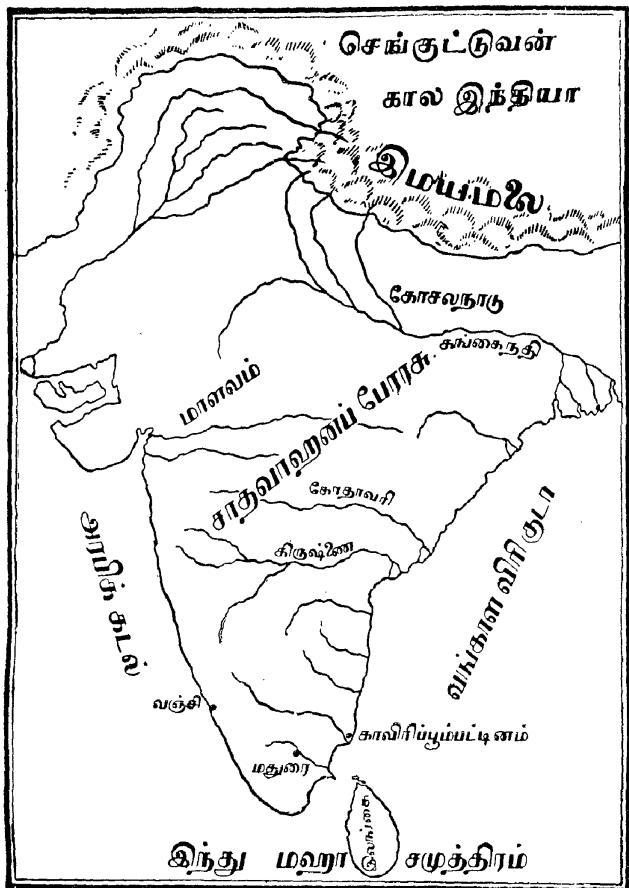 செங்குட்டுவன்
கால இந்தியா
இமயமலை
கோசலநாடு
கங்கைநதி
மாளவம்
சாதவாஹனப் பேரரசு
கோதாவரி
கிருஷ்ணை
அரபிக் கடல்
வங்காள விரிகுடா
வஞ்சி
காவிரிப்பூம்பட்டினம்
மதுரை
இலங்கை
இந்து மஹா சமுத்திரம்